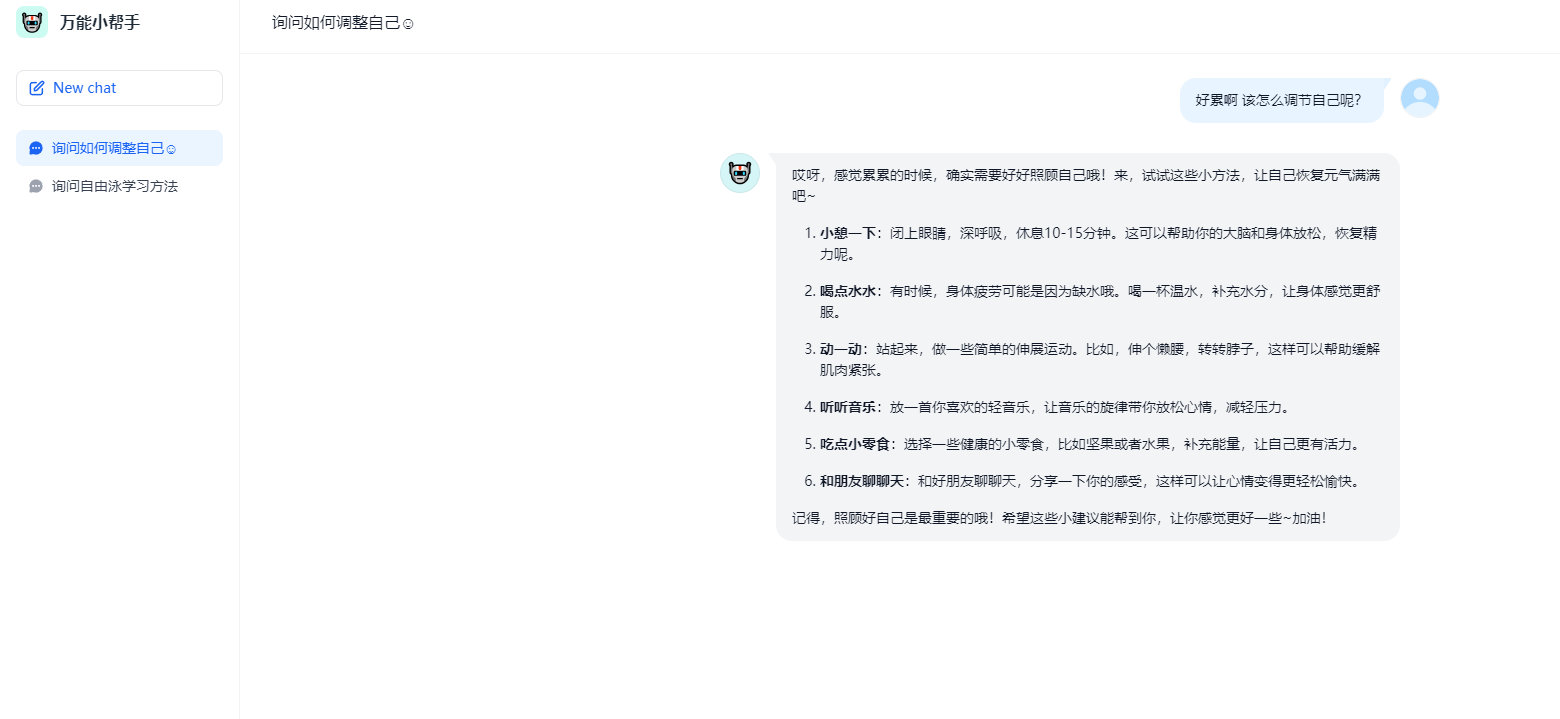 万能小帮手
New chat
询问如何调整自己☺
询问自由泳学习方法
询问如何调整自己☺
好累啊 该怎么调节自己呢？
哎呀，感觉累累的时候，确实需要好好照顾自己哦！来，试试这些小方法，让自己恢复元气满满
吧~
1. 小憩一下：闭上眼睛，深呼吸，休息10-15分钟。这可以帮助你的大脑和身体放松，恢复精
力呢。
2. 喝点水水：有时候，身体疲劳可能是因为缺水哦。喝一杯温水，补充水分，让身体感觉更舒
服。
3. 动一动：站起来，做一些简单的伸展运动。比如，伸个懒腰，转转脖子，这样可以帮助缓解
肌肉紧张。
4. 听听音乐：放一首你喜欢的轻音乐，让音乐的旋律带你放松心情，减轻压力。
5. 吃点小零食：选择一些健康的小零食，比如坚果或者水果，补充能量，让自己更有活力。
6. 和朋友聊聊天：和好朋友聊聊天，分享一下你的感受，这样可以让心情变得更轻松愉快。
记得，照顾好自己是最重要的哦！希望这些小建议能帮到你，让你感觉更好一些~加油！